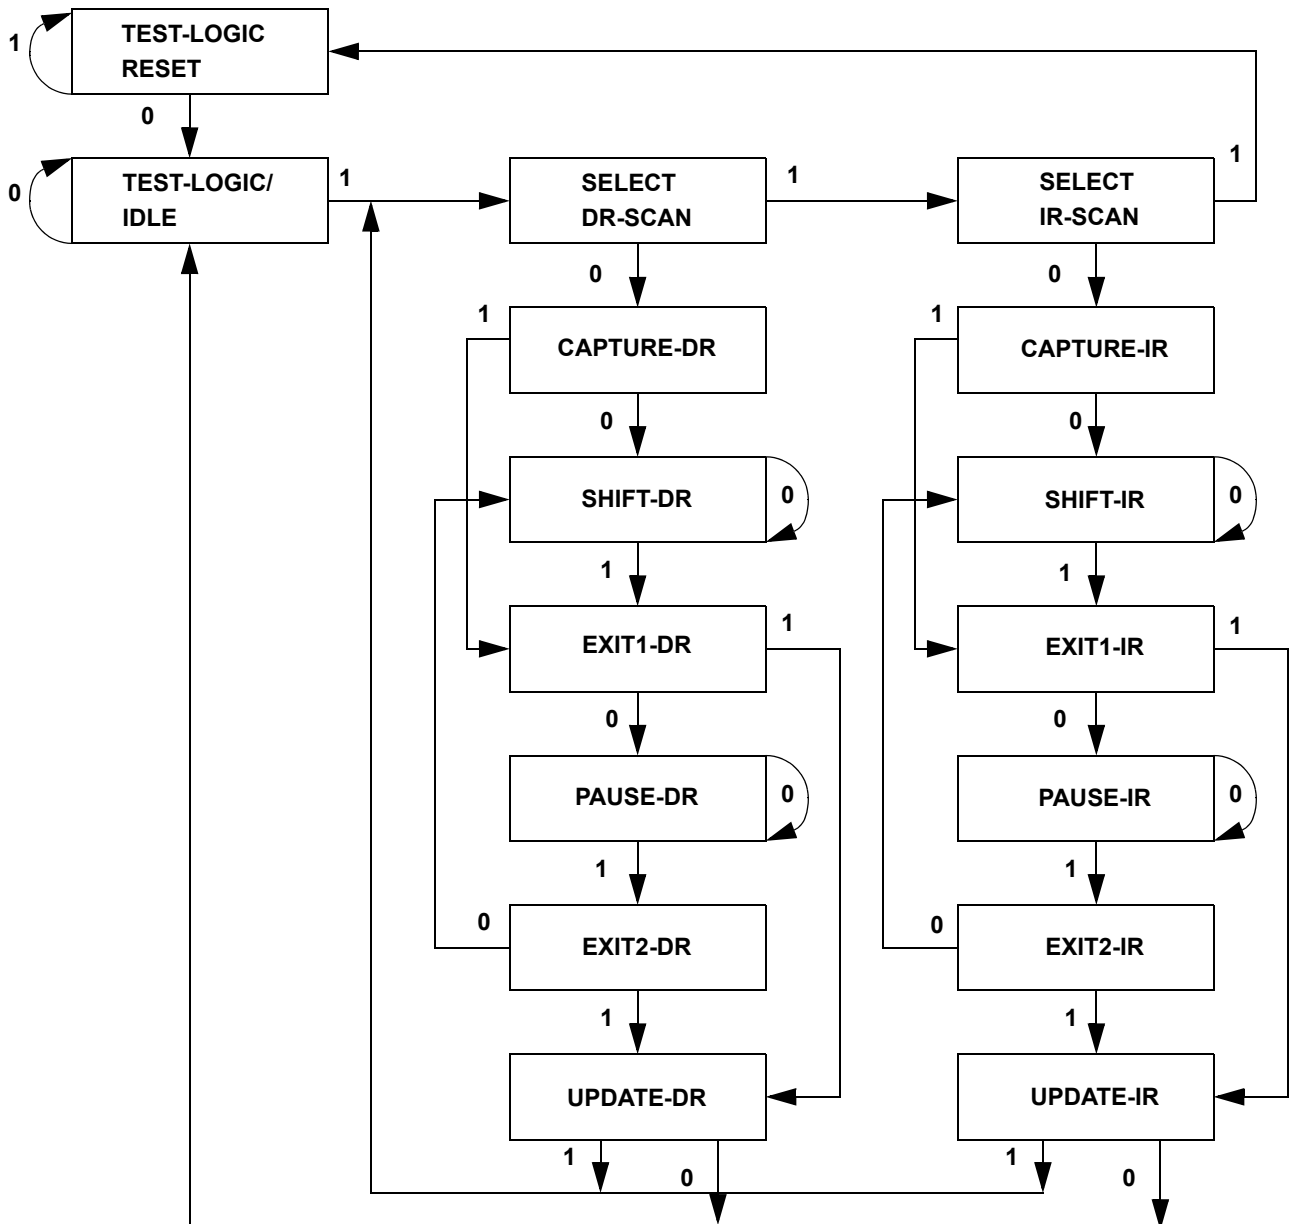 TEST-LOGIC
RESET
1
0
TEST-LOGIC/
IDLE
0
1
SELECT
DR-SCAN
1
SELECT
IR-SCAN
1
0
0
1
CAPTURE-DR
1
CAPTURE-IR
0
0
SHIFT-DR
0
SHIFT-IR
0
1
1
EXIT1-DR
1
EXIT1-IR
1
0
0
PAUSE-DR
0
PAUSE-IR
0
1
1
0
EXIT2-DR
0
EXIT2-IR
1
1
UPDATE-DR
UPDATE-IR
1
0
1
0